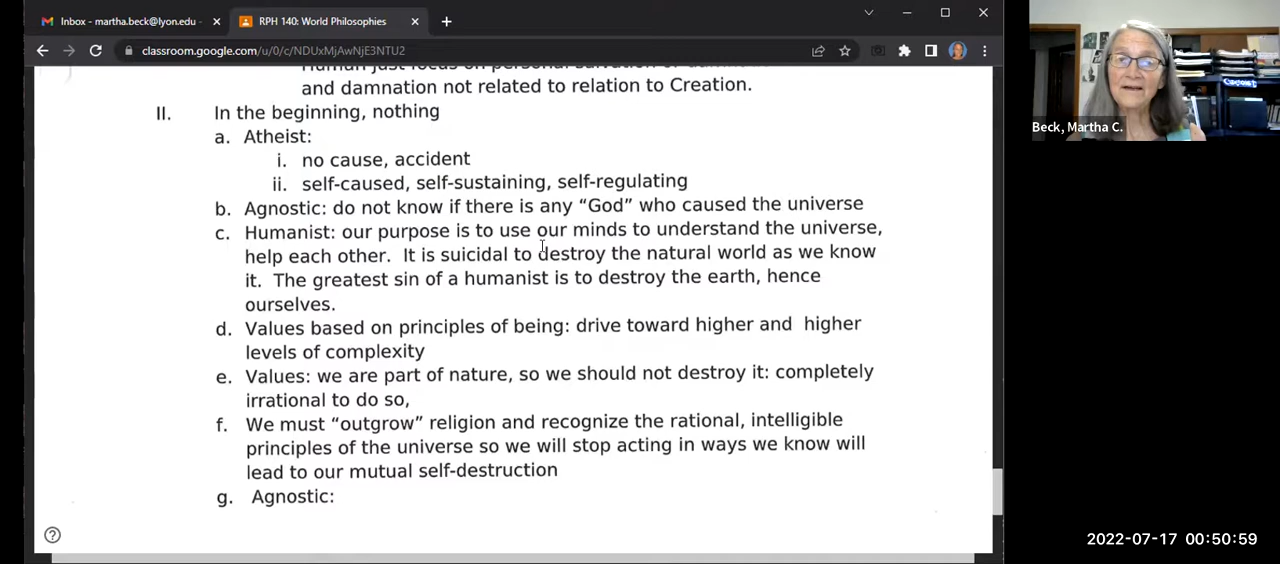 Inbox - martha.beck@lyon.edu -
RPH 140: World Philosophies
classroom.google.com/u/0/c/NDUxMjAwNjE3NTU2
and damnation not related to relation to Creation.
II. In the beginning, nothing
a. Atheist:
i. no cause, accident
ii. self-caused, self-sustaining, self-regulating
b. Agnostic: do not know if there is any “God” who caused the universe
c. Humanist: our purpose is to use our minds to understand the universe,
help each other. It is suicidal to destroy the natural world as we know
it. The greatest sin of a humanist is to destroy the earth, hence
ourselves.
d. Values based on principles of being: drive toward higher and higher
levels of complexity
e. Values: we are part of nature, so we should not destroy it: completely
irrational to do so,
f. We must “outgrow” religion and recognize the rational, intelligible
principles of the universe so we will stop acting in ways we know will
lead to our mutual self-destruction
g. Agnostic:
Beck, Martha C.
2022-07-17 00:50:59